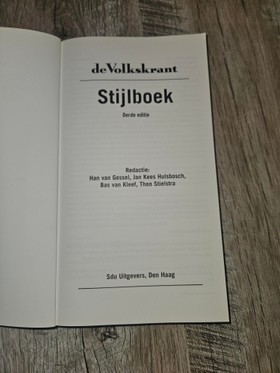 de Volkskrant
Stijlboek
Derde editie
Redactie:
Han van Gessel, Jan Kees Hulsbosch,
Bas van Kleef, Theo Stielstra
Sdu Uitgevers, Den Haag